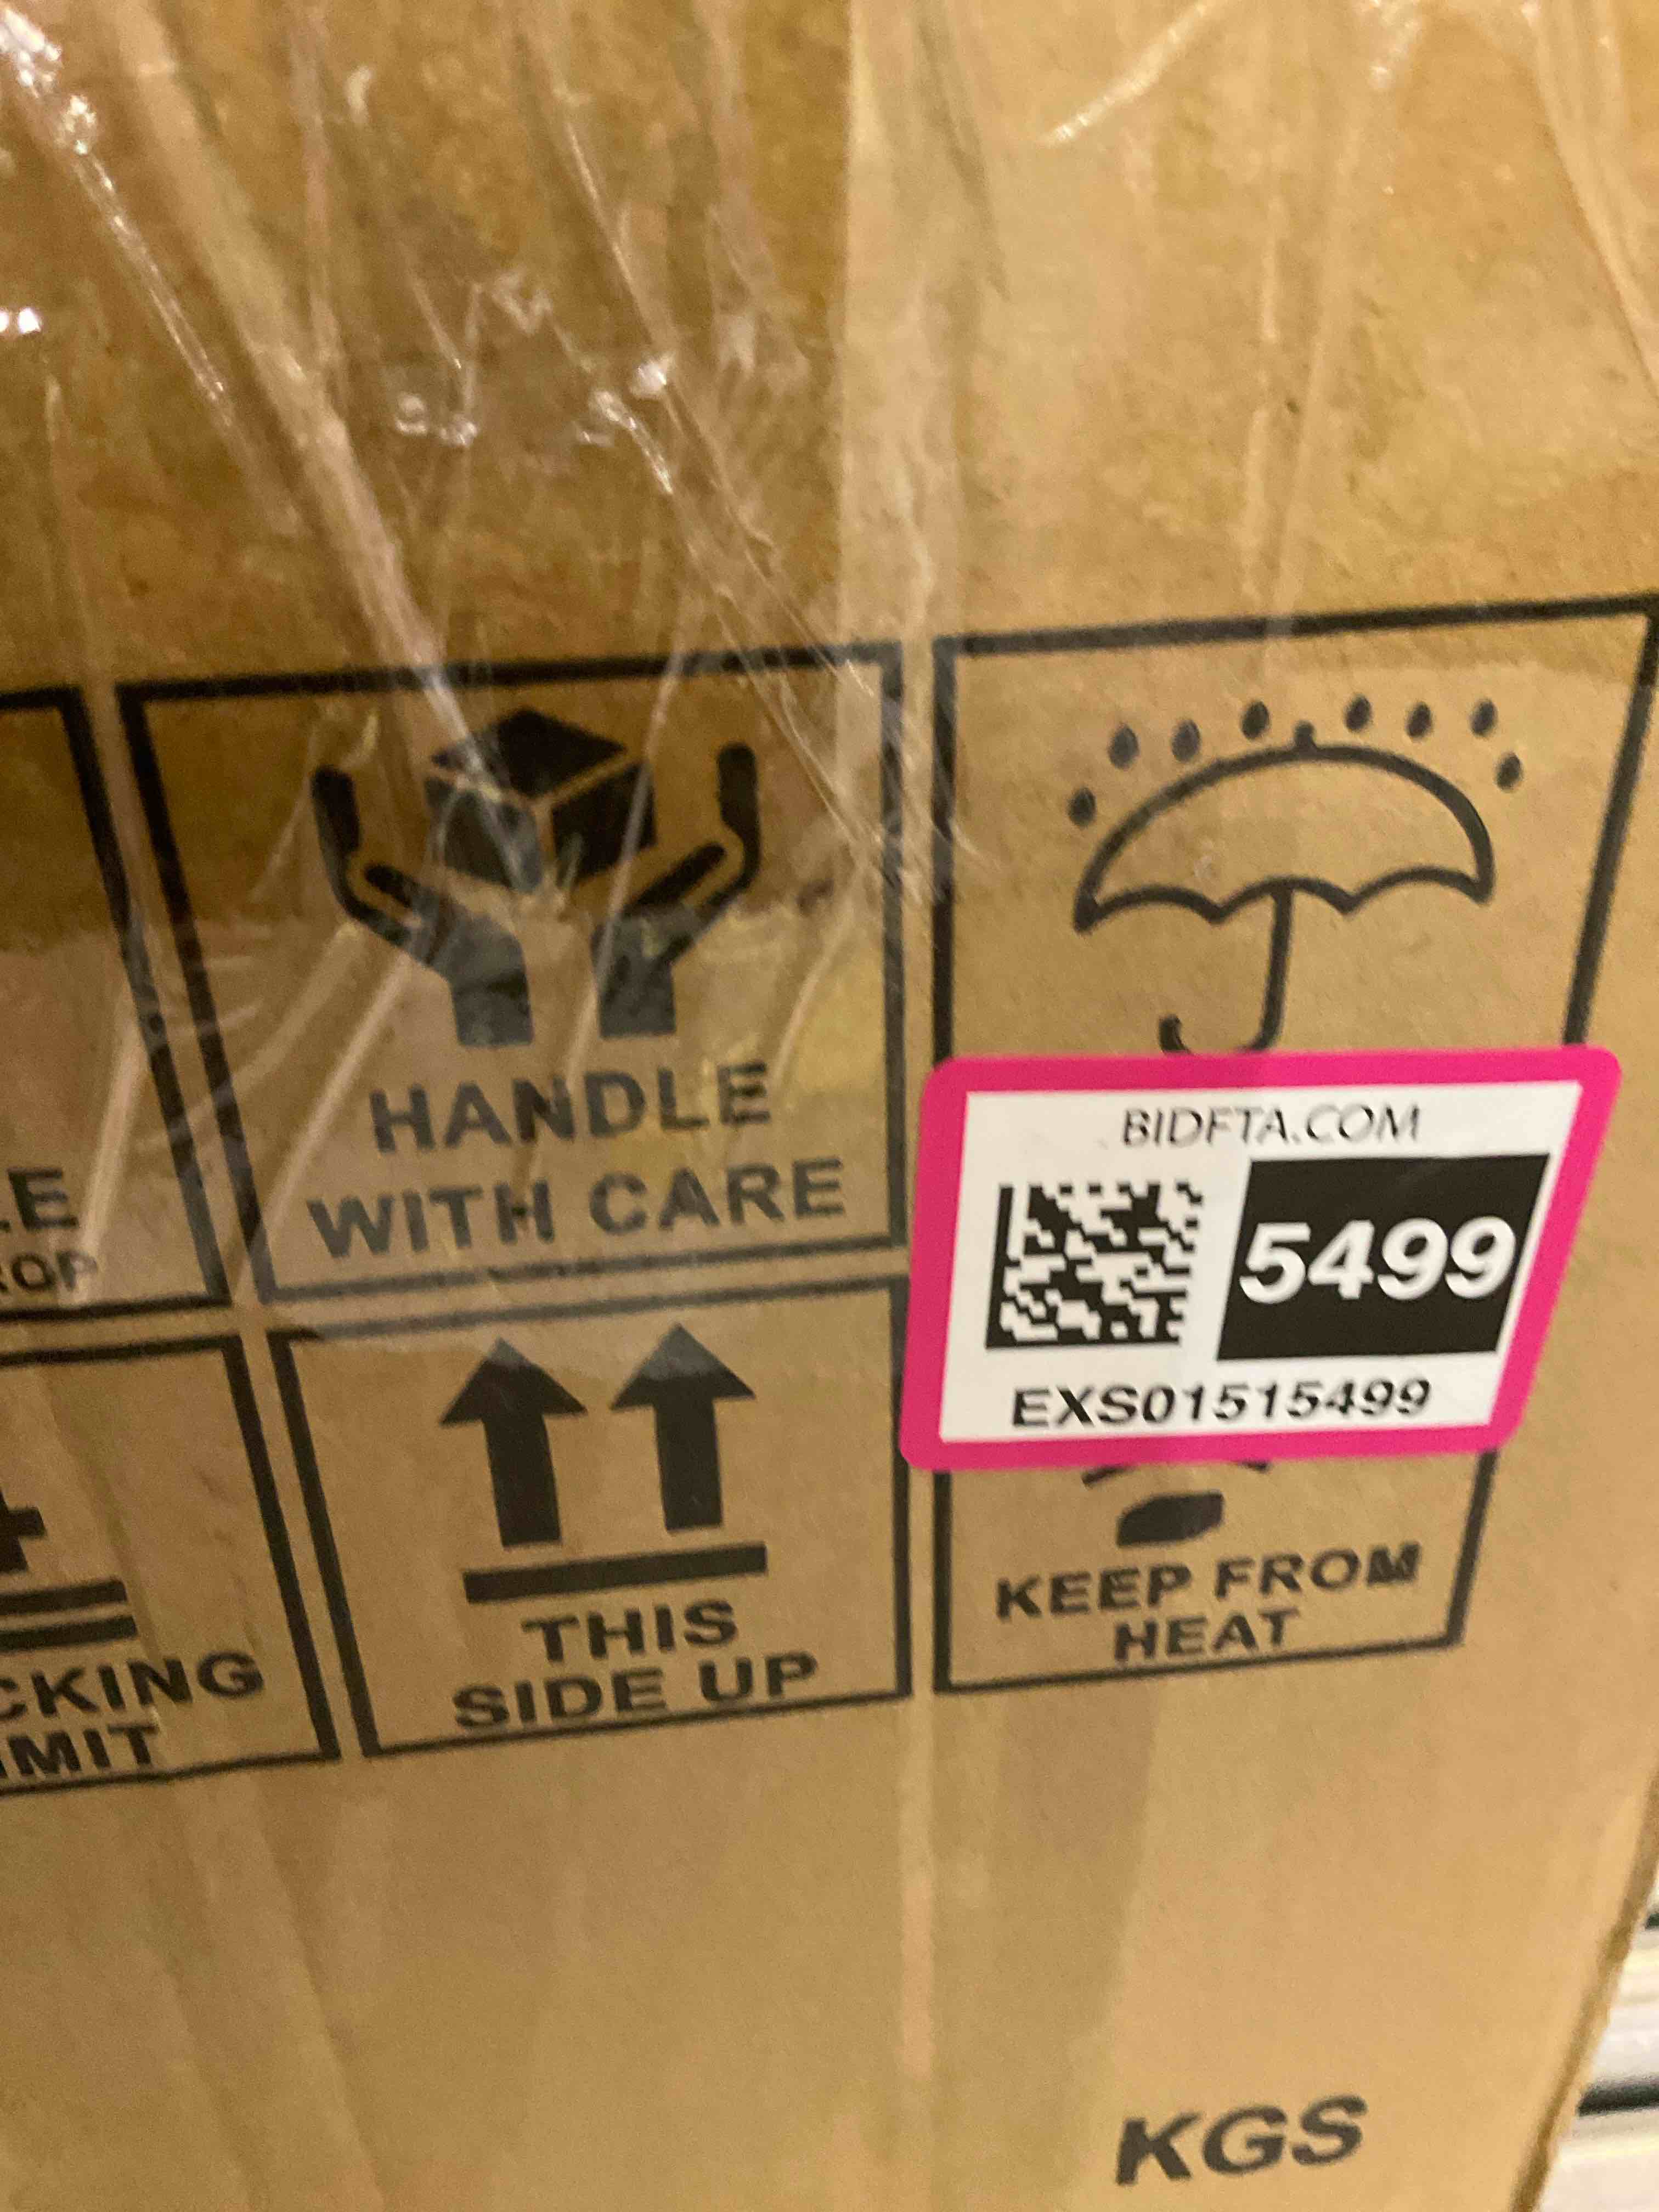 HANDLE
WITH CARE
BIDFTA.COM
5499
EXS01515499
THIS
SIDE UP
KEEP FROM
HEAT
KGS